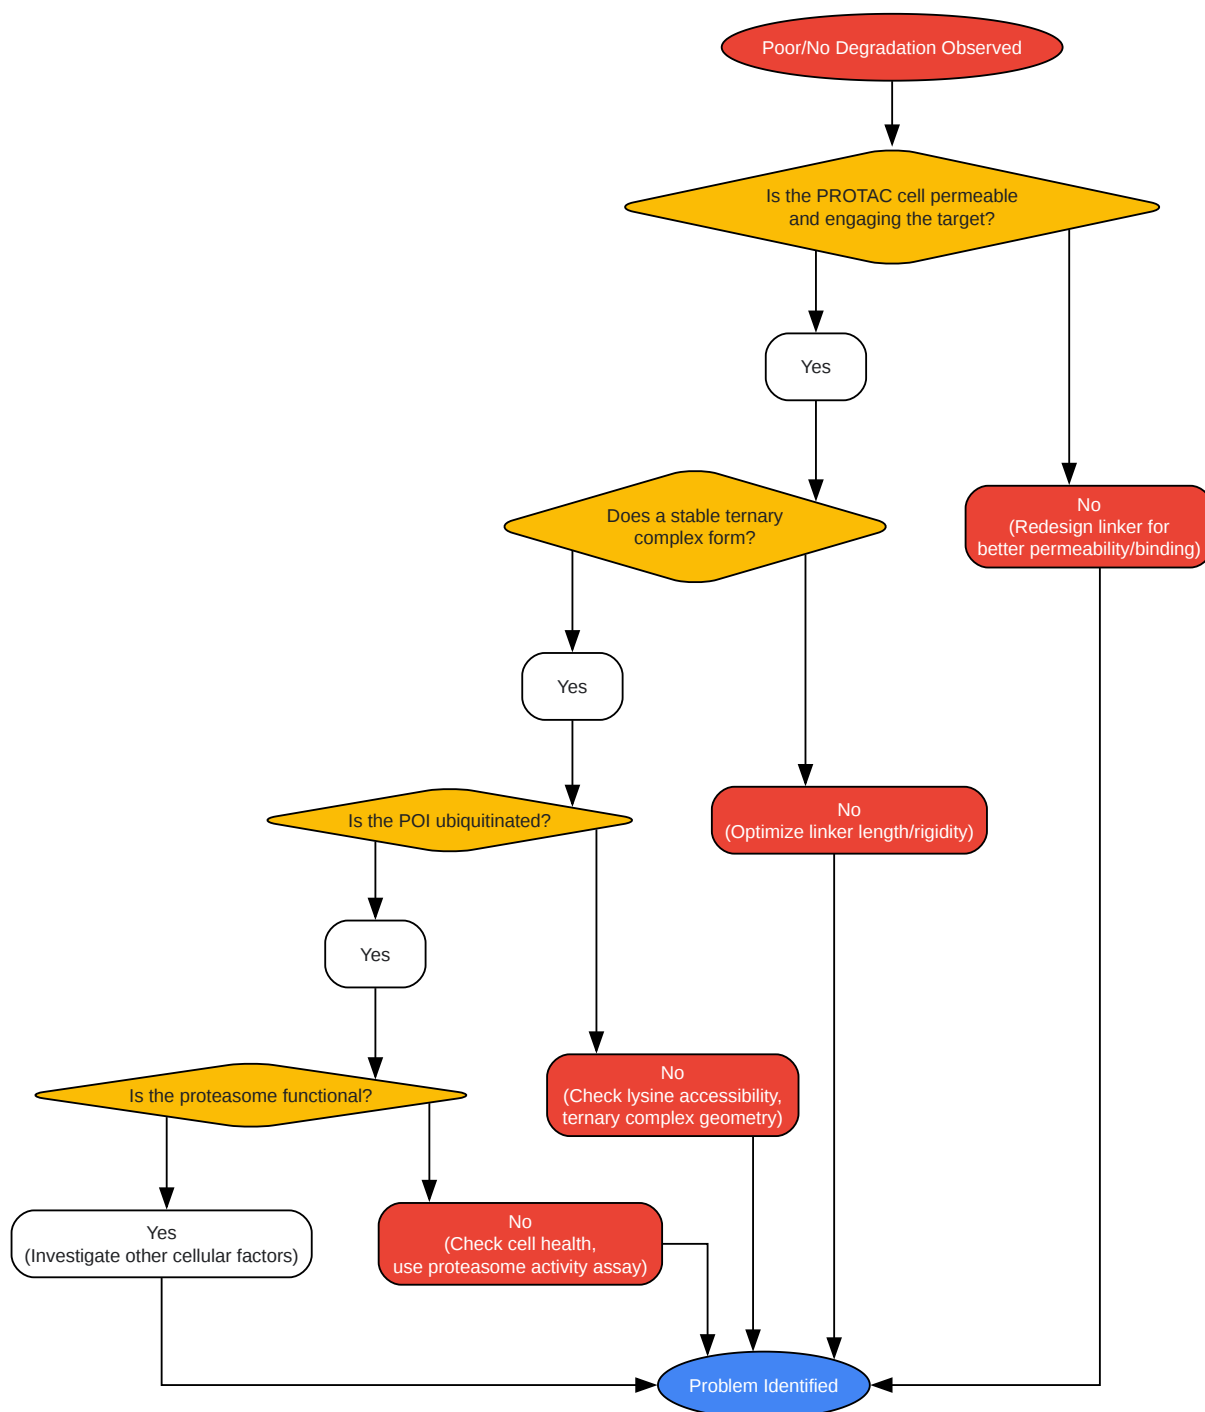 Poor/No Degradation Observed
Is the PROTAC cell permeable
and engaging the target?
Yes
No
(Redesign linker for
better permeability/binding)
Does a stable ternary
complex form?
Yes
No
(Optimize linker length/rigidity)
Is the POI ubiquitinated?
Yes
No
(Check lysine accessibility,
ternary complex geometry)
Is the proteasome functional?
Yes
(Investigate other cellular factors)
No
(Check cell health,
use proteasome activity assay)
Problem Identified